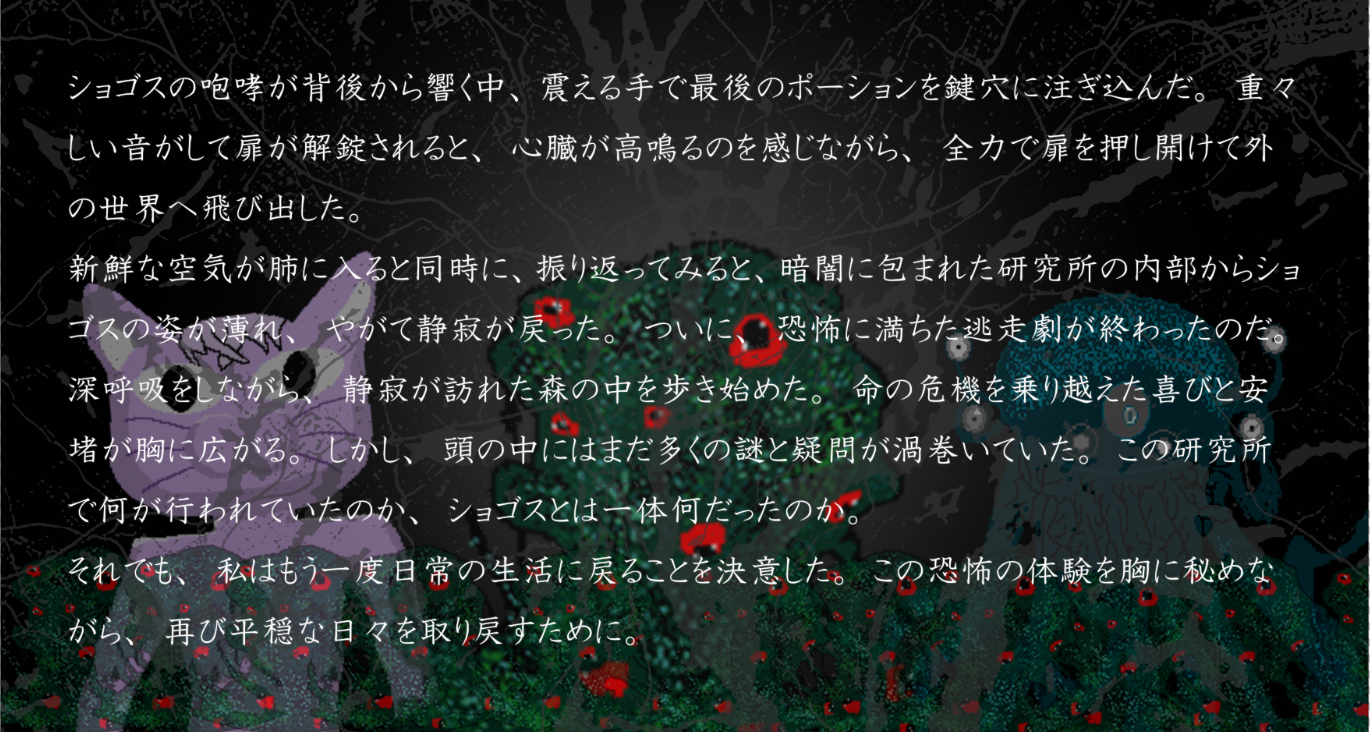 ショゴスの咆哮が背後から響く中、震える手で最後のポーションを鍵穴に注ぎ込んだ。 重々
しい音がして扉が解錠されると、 心臓が高鳴るのを感じながら、 全力で扉を押し開けて外
の世界へ飛び出した。
新鮮な空気が肺に入ると同時に、振り返ってみると、暗闇に包まれた研究所の内部からショ
ゴスの姿が薄れ、 やがて静寂が戻った。 ついに、 恐怖に満ちた逃走劇が終わったのだ。
深呼吸をしながら、 静寂が訪れた森の中を歩き始めた。 命の危機を乗り越えた喜びと安
堵が胸に広がる。 しかし、 頭の中にはまだ多くの謎と疑問が渦巻いていた。 この研究所
で何が行われていたのか、 ショゴスとは一体何だったのか。
それでも、 私はもう一度日常の生活に戻ることを決意した。 この恐怖の体験を胸に秘めな
がら、 再び平穏な日々を取り戻すために。